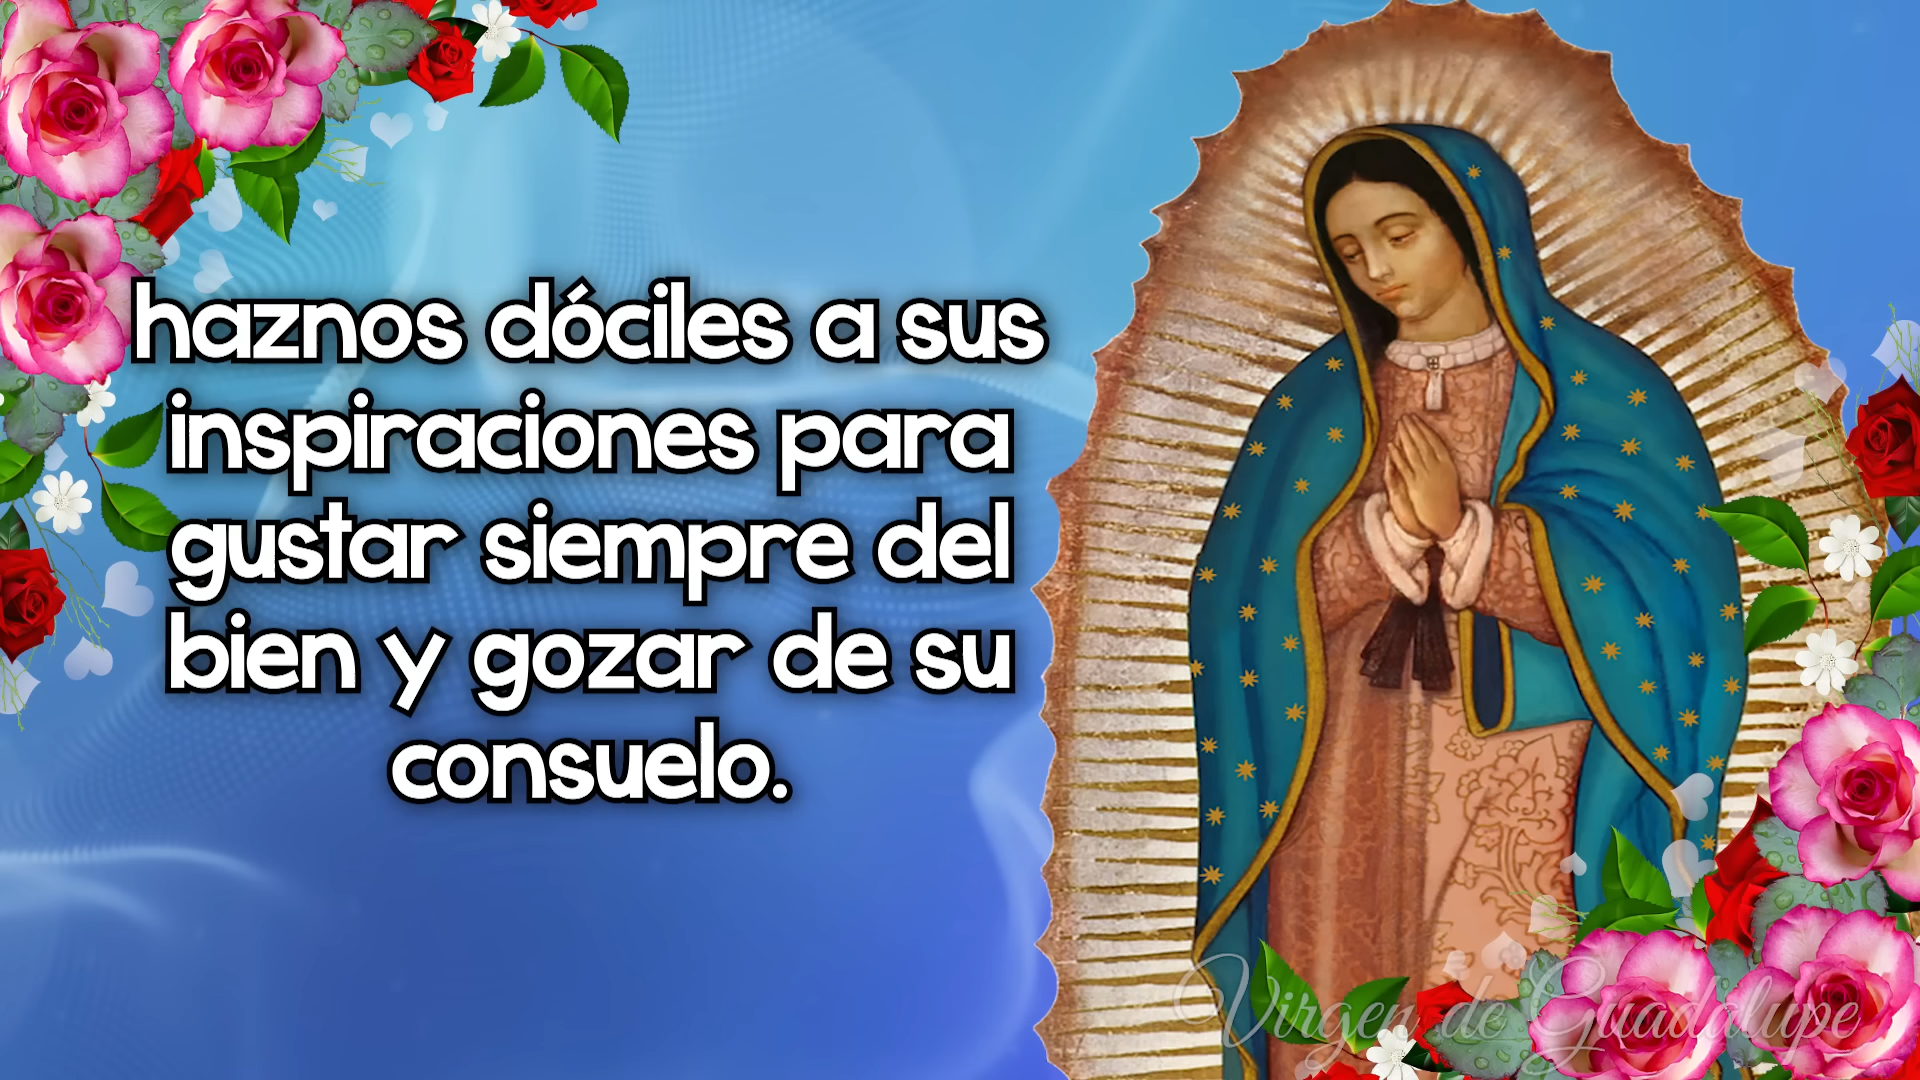 haznos dóciles a sus
inspiraciones para
gustar siempre del
bien y gozar de su
consuelo.
Virgen de Guadalupe